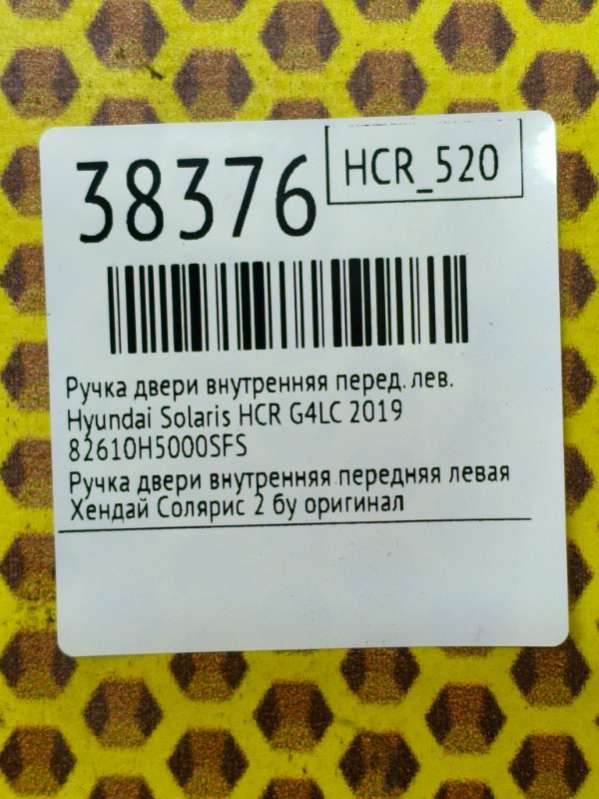 38376
HCR_520
Ручка двери внутренняя перед. лев.
Hyundai Solaris HCR G4LC 2019
82610H5000SFS
Ручка двери внутренняя передняя левая
Хендай Солярис 2 бу оригинал